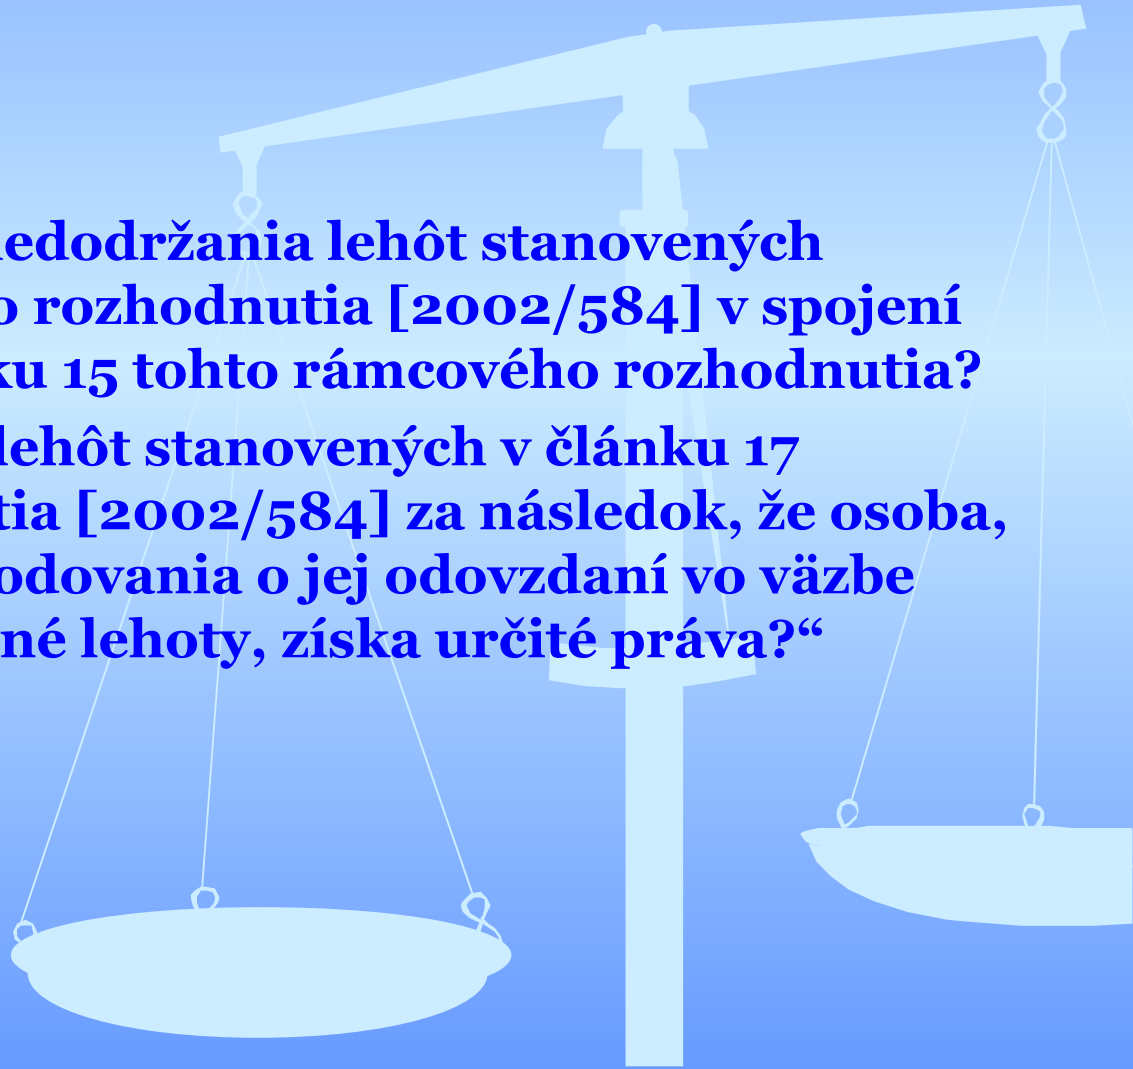 edodržania lehôt stanovených
o rozhodnutia [2002/584] v spojení
ku 15 tohto rámcového rozhodnutia?
lehôt stanovených v článku 17
tia [2002/584] za následok, že osoba,
odovania o jej odovzdaní vo väzbe
né lehoty, získa určité práva?“